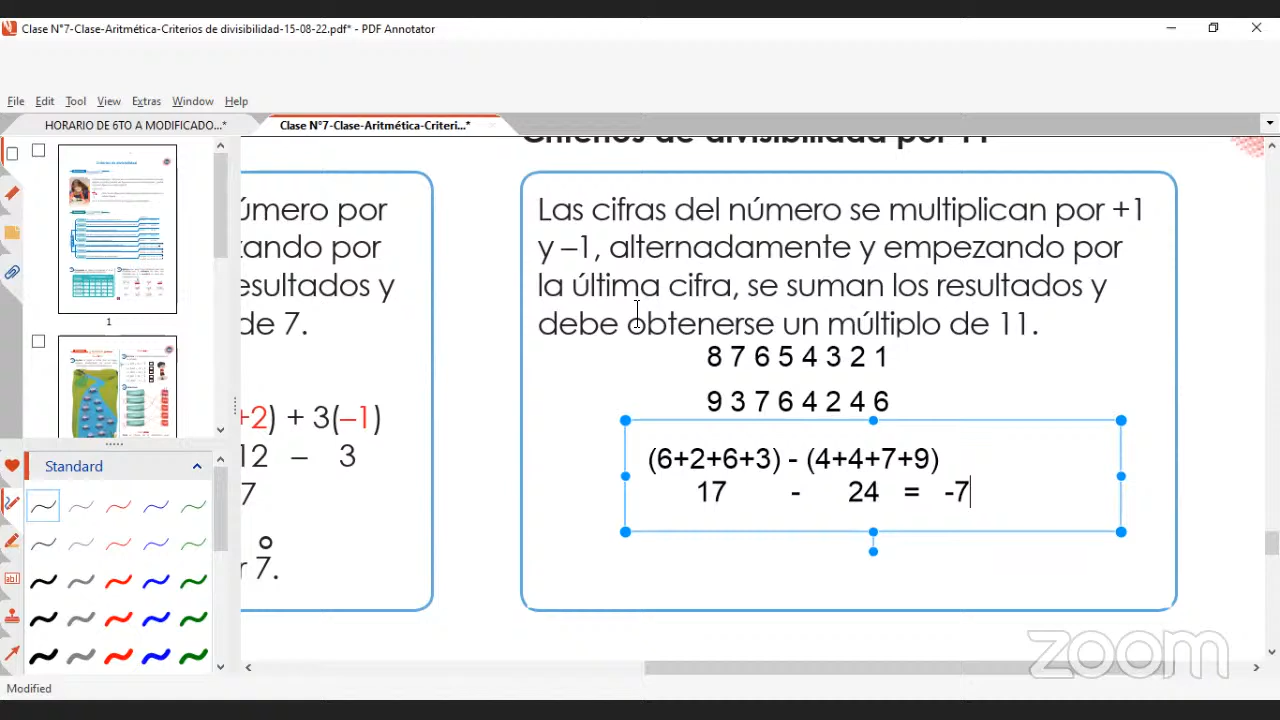 Clase N°7-Clase-Aritmética-Criterios de divisibilidad-15-08-22.pdf* - PDF Annotator
File Edit Tool View Extras Window Help
HORARIO DE 6TO A MODIFICADO...*
Clase N°7-Clase-Aritmética-Criteri...*
1
Standard
Modified
úmero por
zando por
esultados y
de 7.
+2) + 3(–1)
12 – 3
7
r 7.
Criterios de divisibilidad por 11
Las cifras del número se multiplican por +1
y –1, alternadamente y empezando por
la última cifra, se suman los resultados y
debe obtenerse un múltiplo de 11.
8 7 6 5 4 3 2 1
9 3 7 6 4 2 4 6
(6+2+6+3) - (4+4+7+9)
17 - 24 = -7
zoom